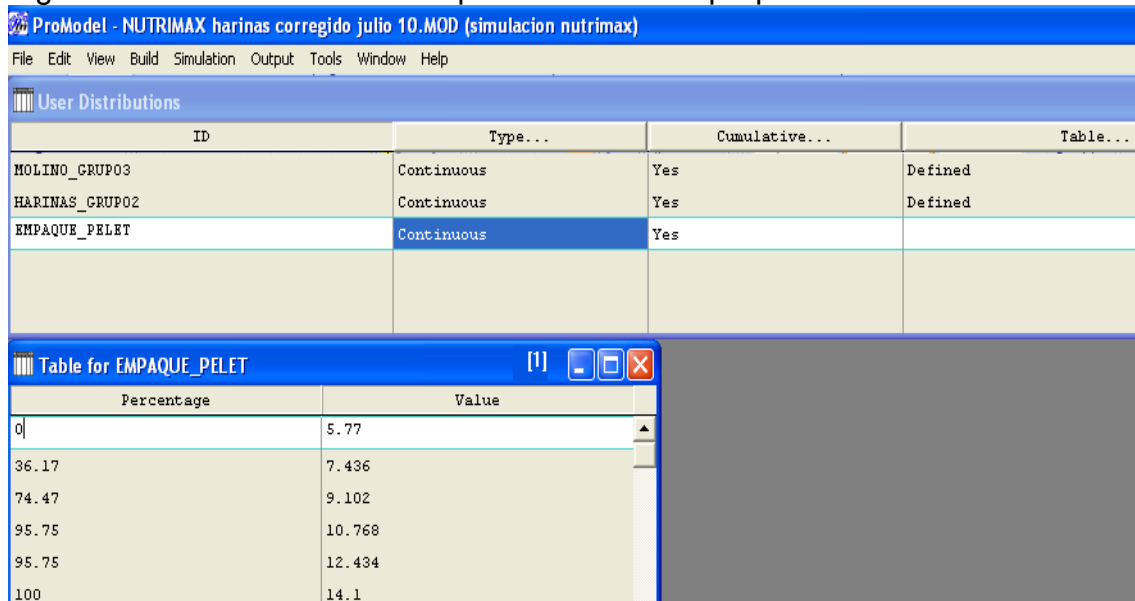 ProModel - NUTRIMAX harinas corregido julio 10.MOD (simulacion nutrimax)
File Edit View Build Simulation Output Tools Window Help
User Distributions
ID Type... Cumulative... Table...
MOLINO_GRUPO3 Continuous Yes Defined
HARINAS_GRUPO2 Continuous Yes Defined
EMPAQUE_PELET Continuous Yes
Table for EMPAQUE_PELET [1]
Percentage Value
0 5.77
36.17 7.436
74.47 9.102
95.75 10.768
95.75 12.434
100 14.1